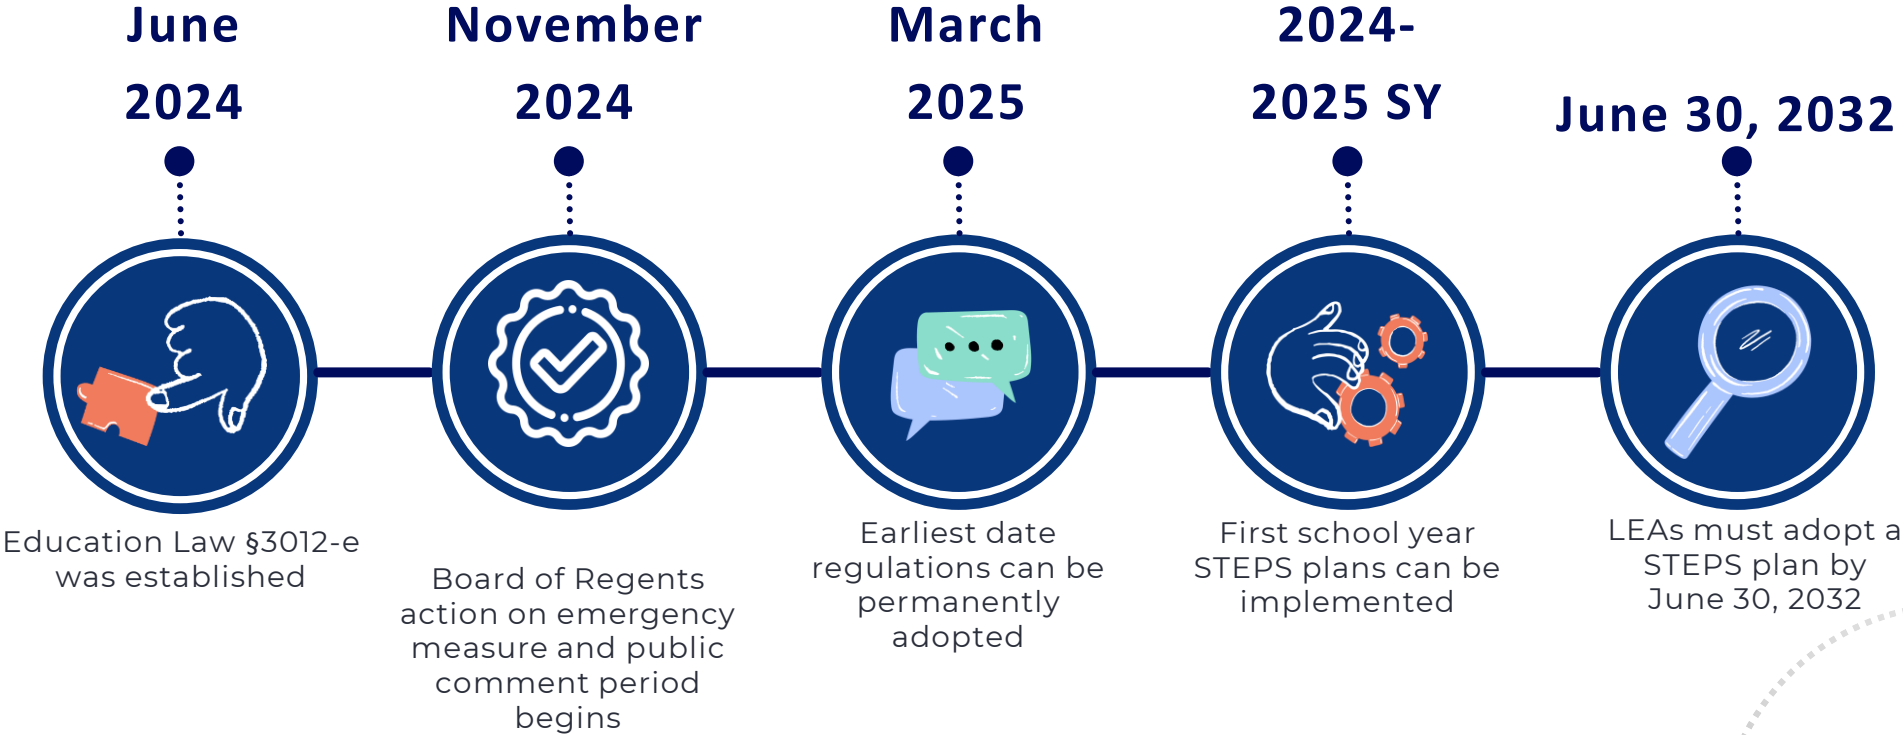 June
2024
November
2024
March
2025
2024-
2025 SY
June 30, 2032
Education Law §3012-e
was established
Board of Regents
action on emergency
measure and public
comment period
begins
Earliest date
regulations can be
permanently
adopted
First school year
STEPS plans can be
implemented
LEAs must adopt a
STEPS plan by
June 30, 2032